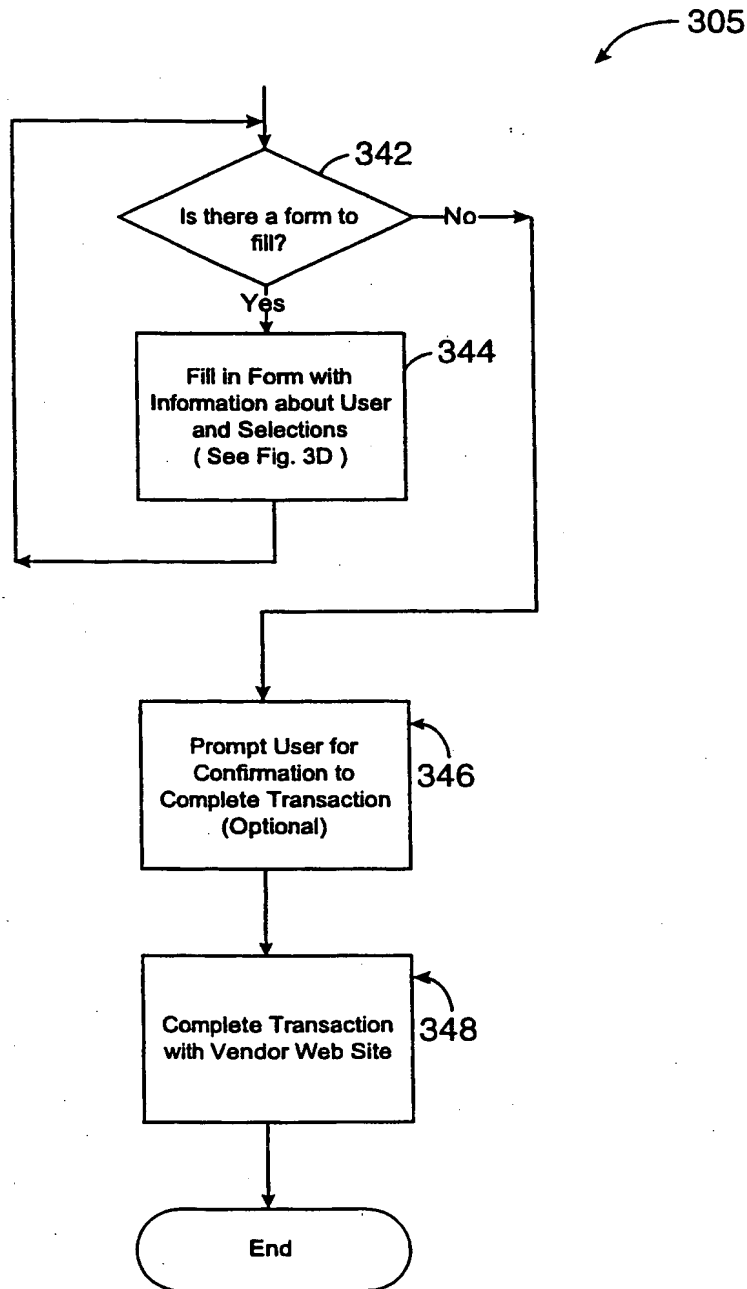 305
342
Is there a form to
fill?
No
Yes
344
Fill in Form with
Information about User
and Selections
( See Fig. 3D )
Prompt User for
Confirmation to
Complete Transaction
(Optional)
346
Complete Transaction
with Vendor Web Site
348
End